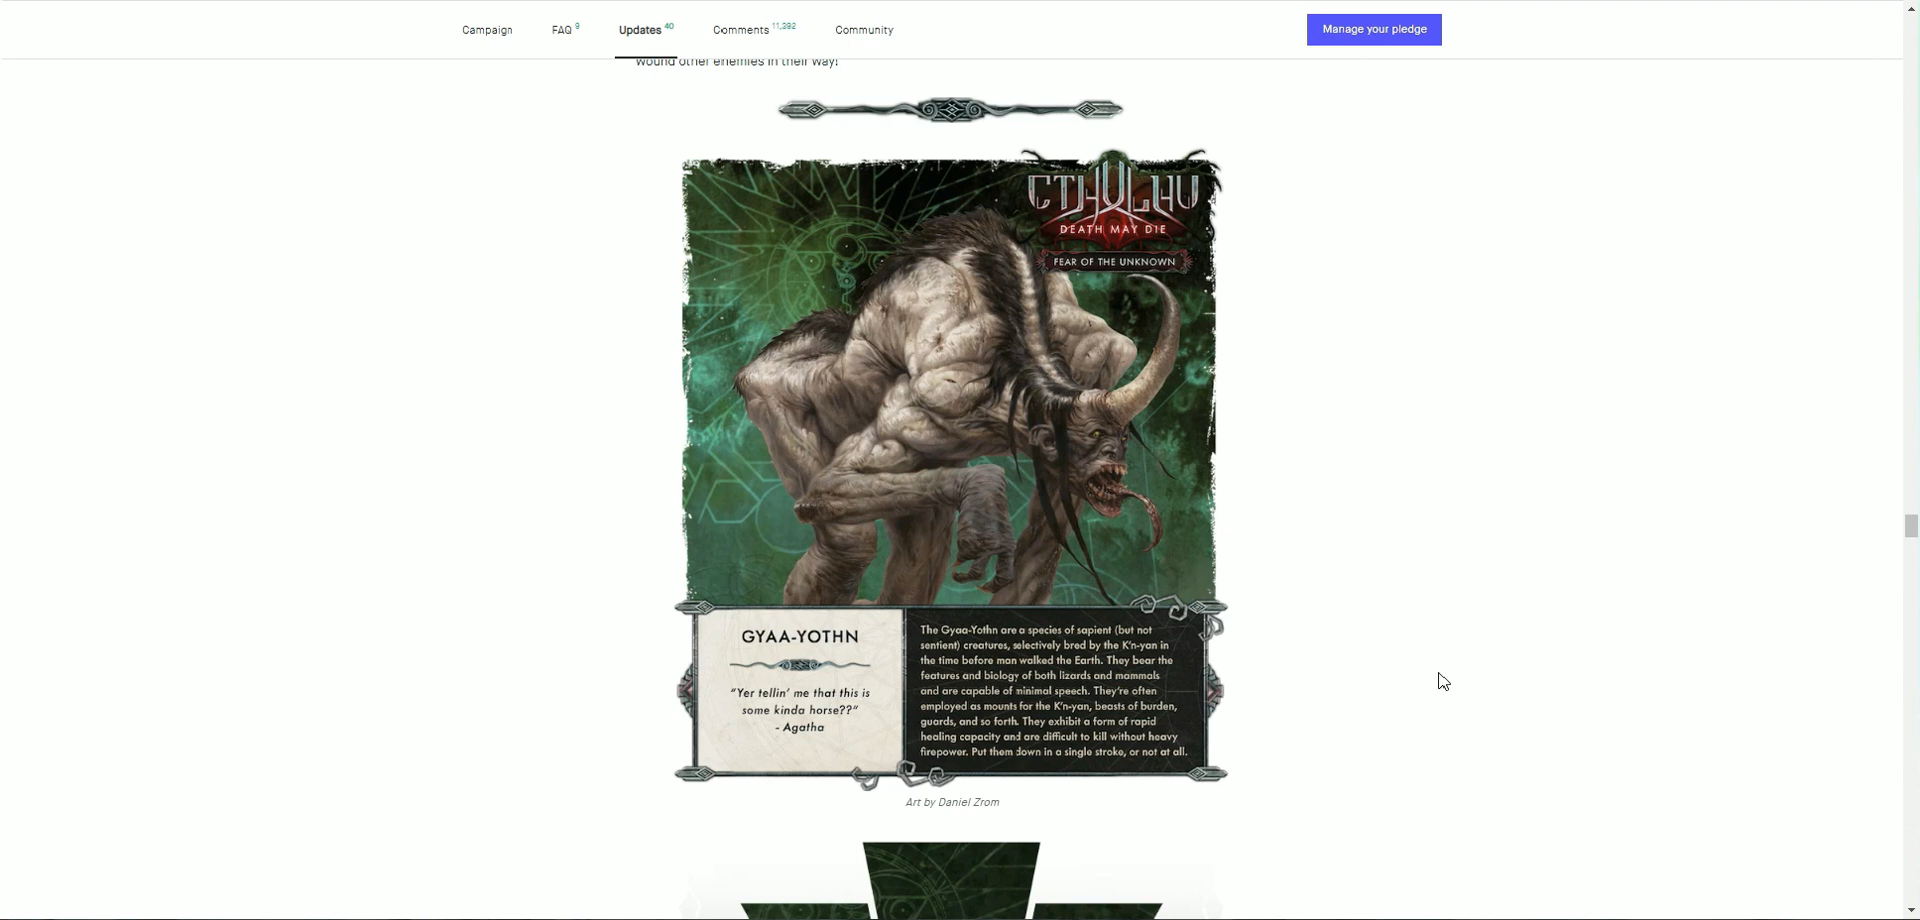 Campaign
FAQ 9
Updates 40
Comments 11,392
Community
Manage your pledge
wound other enemies in their way!
CTHULHU
DEATH MAY DIE
FEAR OF THE UNKNOWN
GYAA-YOTHN
"Yer tellin' me that this is
some kinda horse??"
- Agatha
The Gyaa-Yothn are a species of sapient (but not
sentient) creatures, selectively bred by the K'n-yan in
the time before man walked the Earth. They bear the
features and biology of both lizards and mammals
and are capable of minimal speech. They're often
employed as mounts for the K'n-yan, beasts of burden,
guards, and so forth. They exhibit a form of rapid
healing capacity and are difficult to kill without heavy
firepower. Put them down in a single stroke, or not at all.
Art by Daniel Zrom